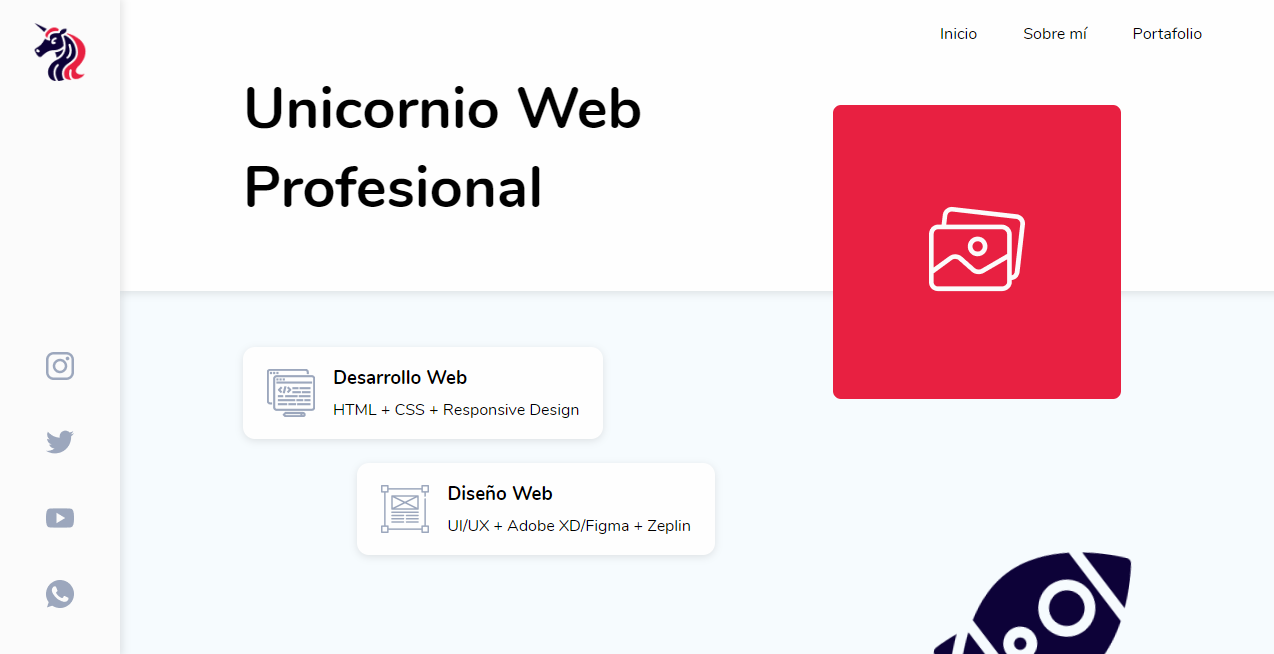 Inicio Sobre mí Portafolio
Unicornio Web
Profesional
Desarrollo Web
HTML + CSS + Responsive Design
Diseño Web
UI/UX + Adobe XD/Figma + Zeplin